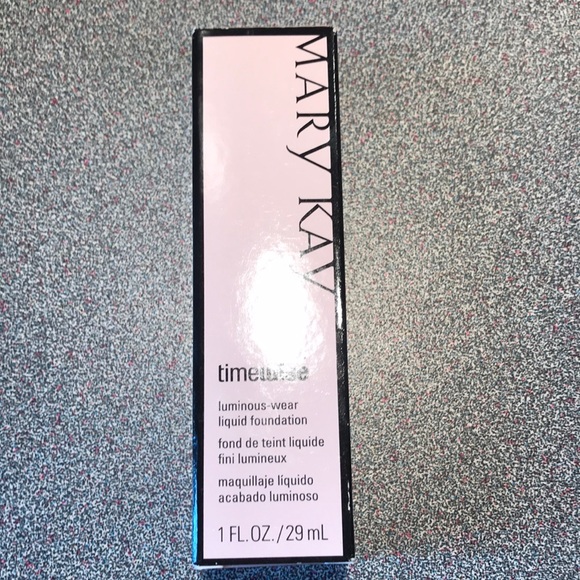 MARY KAY
timewise
luminous-wear
liquid foundation
fond de teint liquide
fini lumineux
maquillaje líquido
acabado luminoso
1 FL.OZ./29 mL